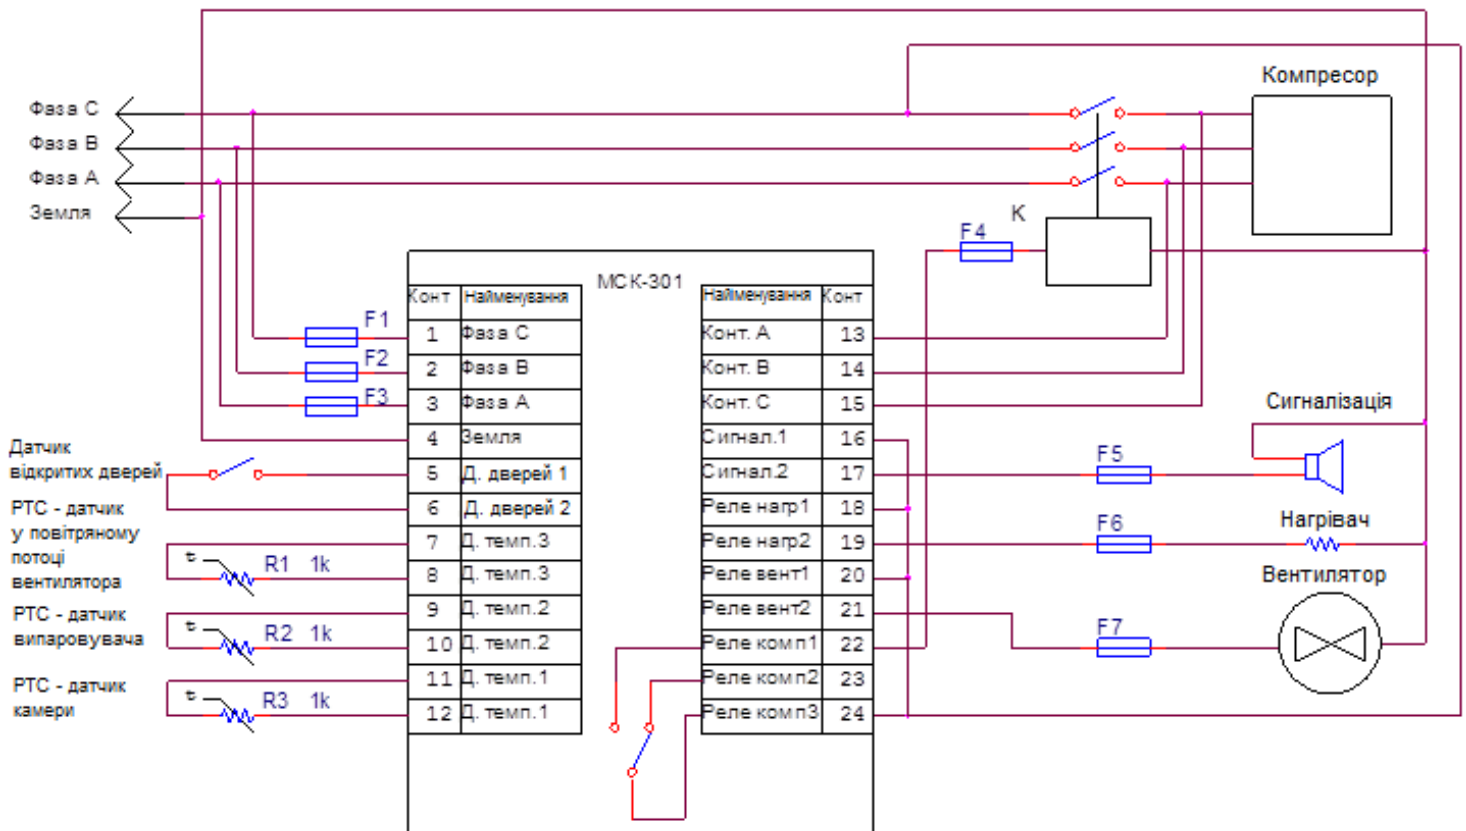 Компресор
Фаза С
Фаза В
Фаза А
Земля
К
F4
МСК-301
Конт
Найменування
Найменування
Конт
F1
1
Фаза С
Конт. А
13
F2
2
Фаза В
Конт. В
14
F3
3
Фаза А
Конт. С
15
Сигналізація
4
Земля
Сигнал.1
16
Датчик
відкритих дверей
5
Д. дверей 1
Сигнал.2
17
F5
6
Д. дверей 2
Реле нагр1
18
РТС - датчик
у повітряному
потоці
вентилятора
7
Д. темп.3
Реле нагр2
19
F6
Нагрівач
t
R1 1k
8
Д. темп.3
Реле вент1
20
Вентилятор
РТС - датчик
випаровувача
9
Д. темп.2
Реле вент2
21
t
R2 1k
10
Д. темп.2
Реле комп1
22
F7
РТС - датчик
камери
11
Д. темп.1
Реле комп2
23
t
R3 1k
12
Д. темп.1
Реле комп3
24